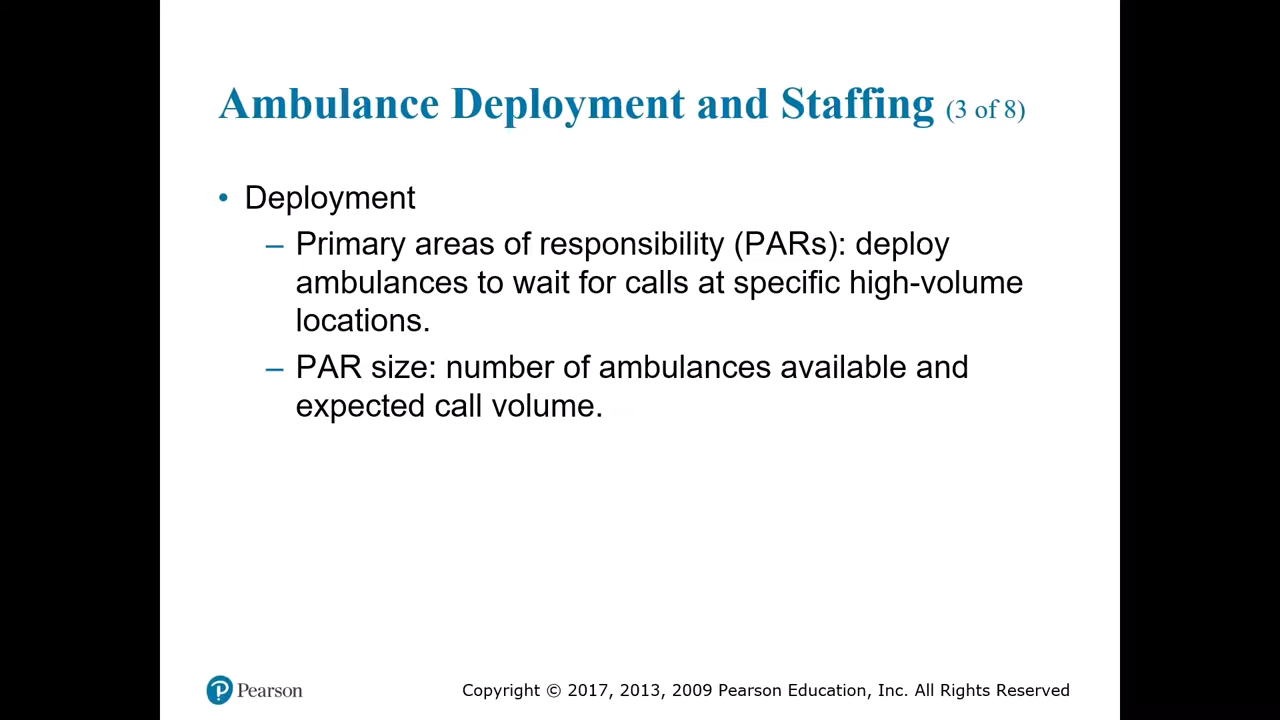 Ambulance Deployment and Staffing (3 of 8)
• Deployment
– Primary areas of responsibility (PARs): deploy
ambulances to wait for calls at specific high-volume
locations.
– PAR size: number of ambulances available and
expected call volume.
Pearson
Copyright © 2017, 2013, 2009 Pearson Education, Inc. All Rights Reserved